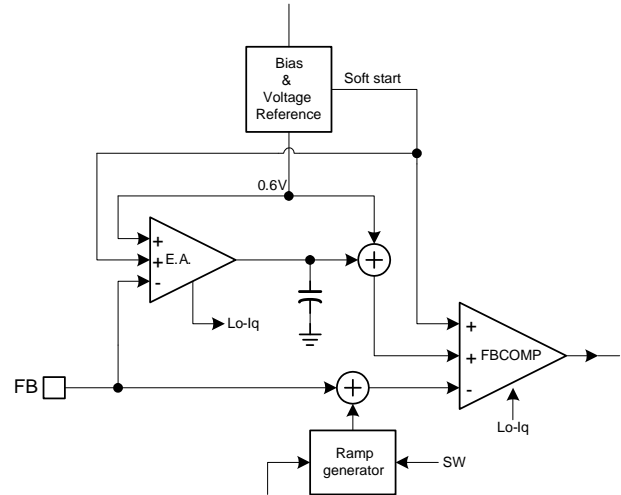 Bias
&
Voltage
Reference
Soft start
0.6V
+
+
-
E.A.
+
Lo-Iq
+
+
-
FBCOMP
FB
+
Lo-Iq
Ramp
generator
SW